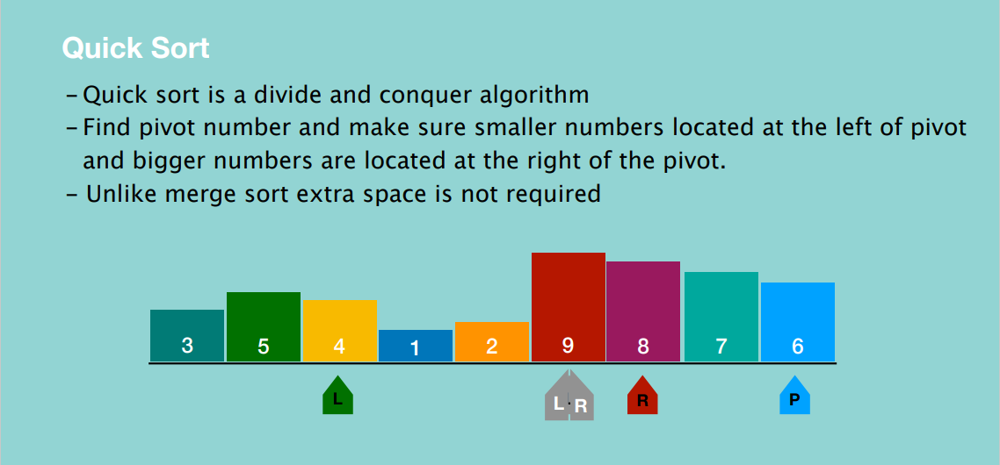 Quick Sort
– Quick sort is a divide and conquer algorithm
– Find pivot number and make sure smaller numbers located at the left of pivot
and bigger numbers are located at the right of the pivot.
– Unlike merge sort extra space is not required
3 5 4 1 2 9 8 7 6
L L R R P